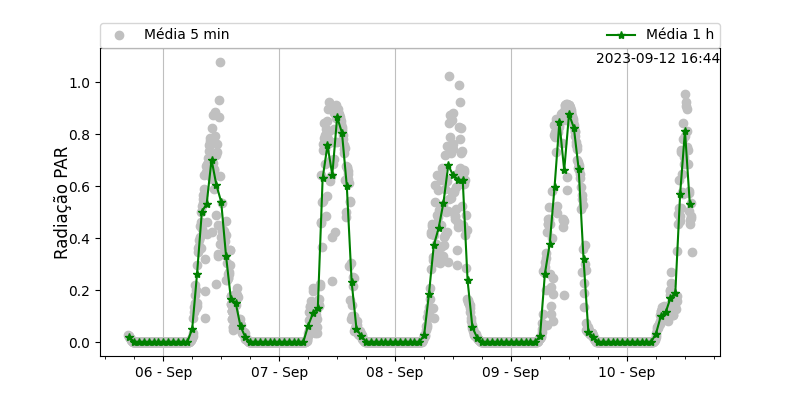 Média 5 min
Média 1 h
2023-09-12 16:44
Radiação PAR
1.0
0.8
0.6
0.4
0.2
0.0
06 - Sep
07 - Sep
08 - Sep
09 - Sep
10 - Sep